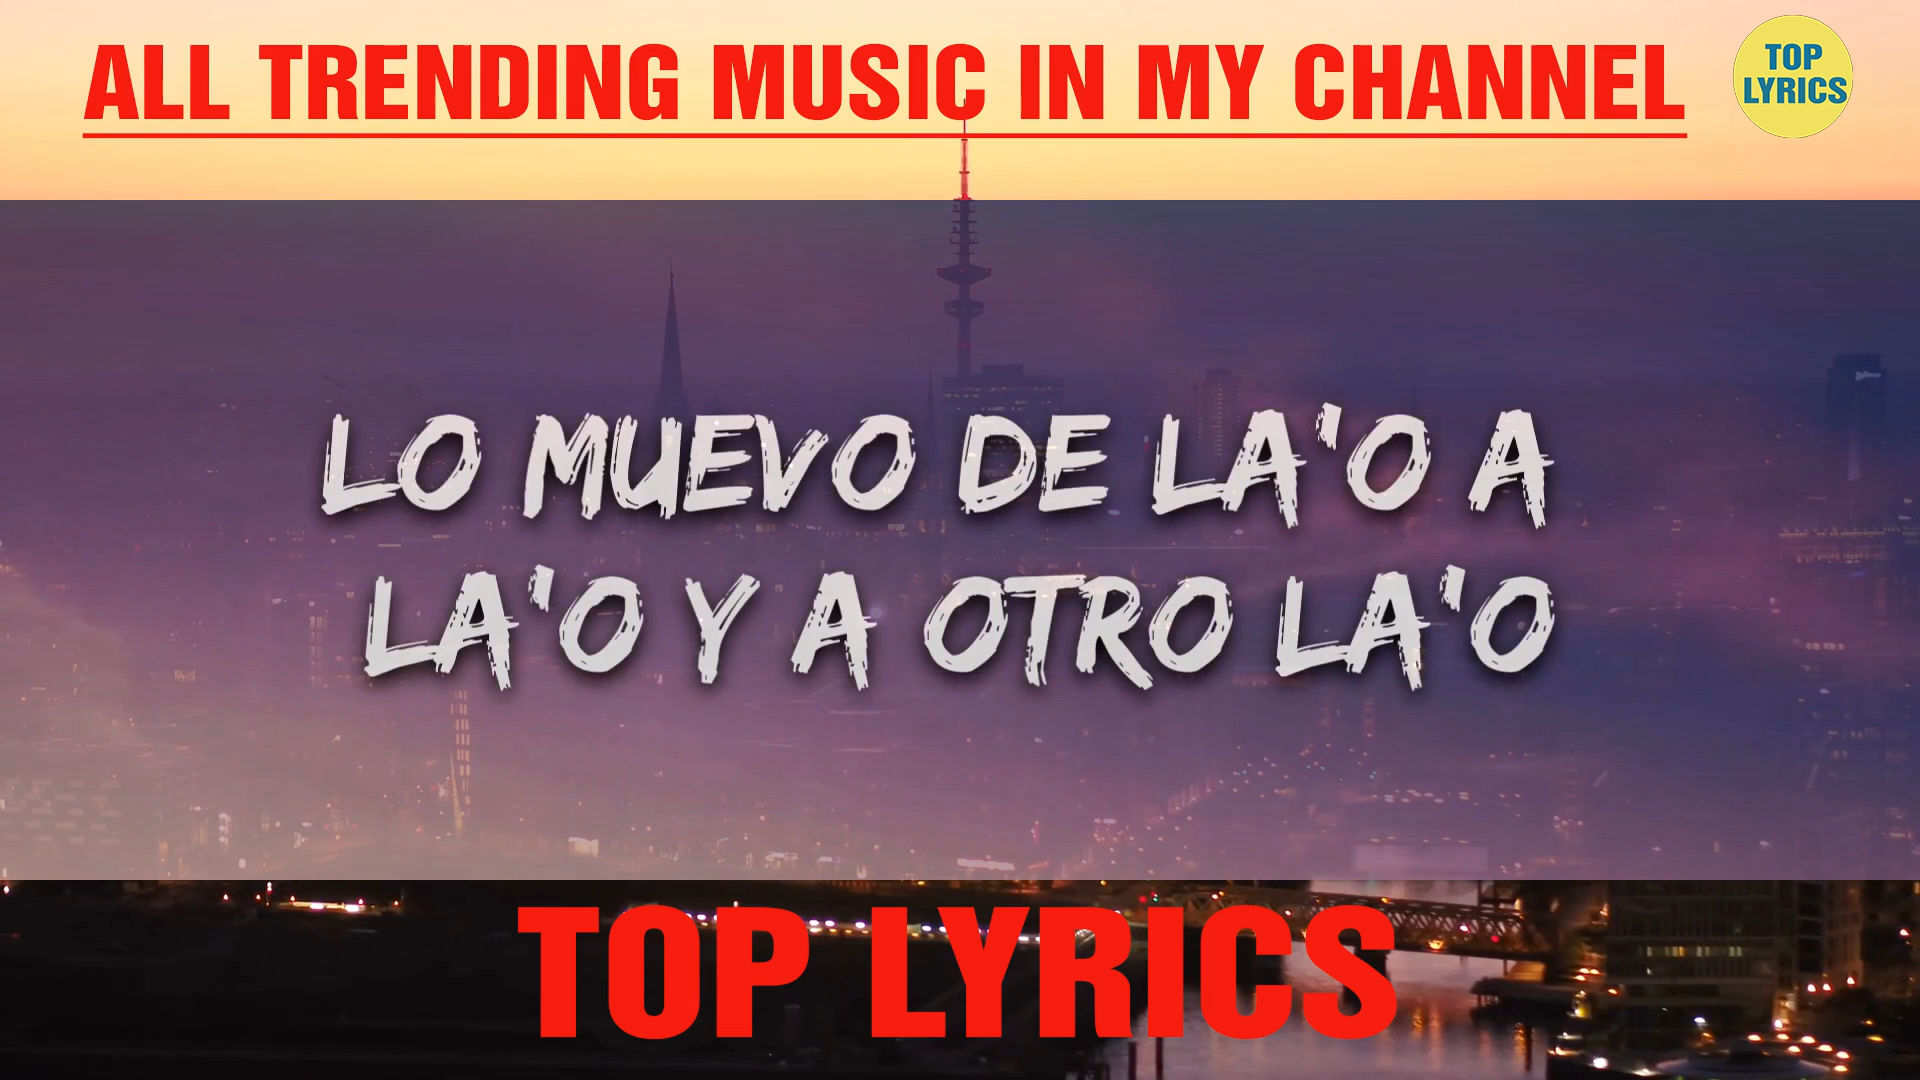 ALL TRENDING MUSIC IN MY CHANNEL
TOP
LYRICS
LO MUEVO DE LA'O A
LA'O Y A OTRO LA'O
TOP LYRICS